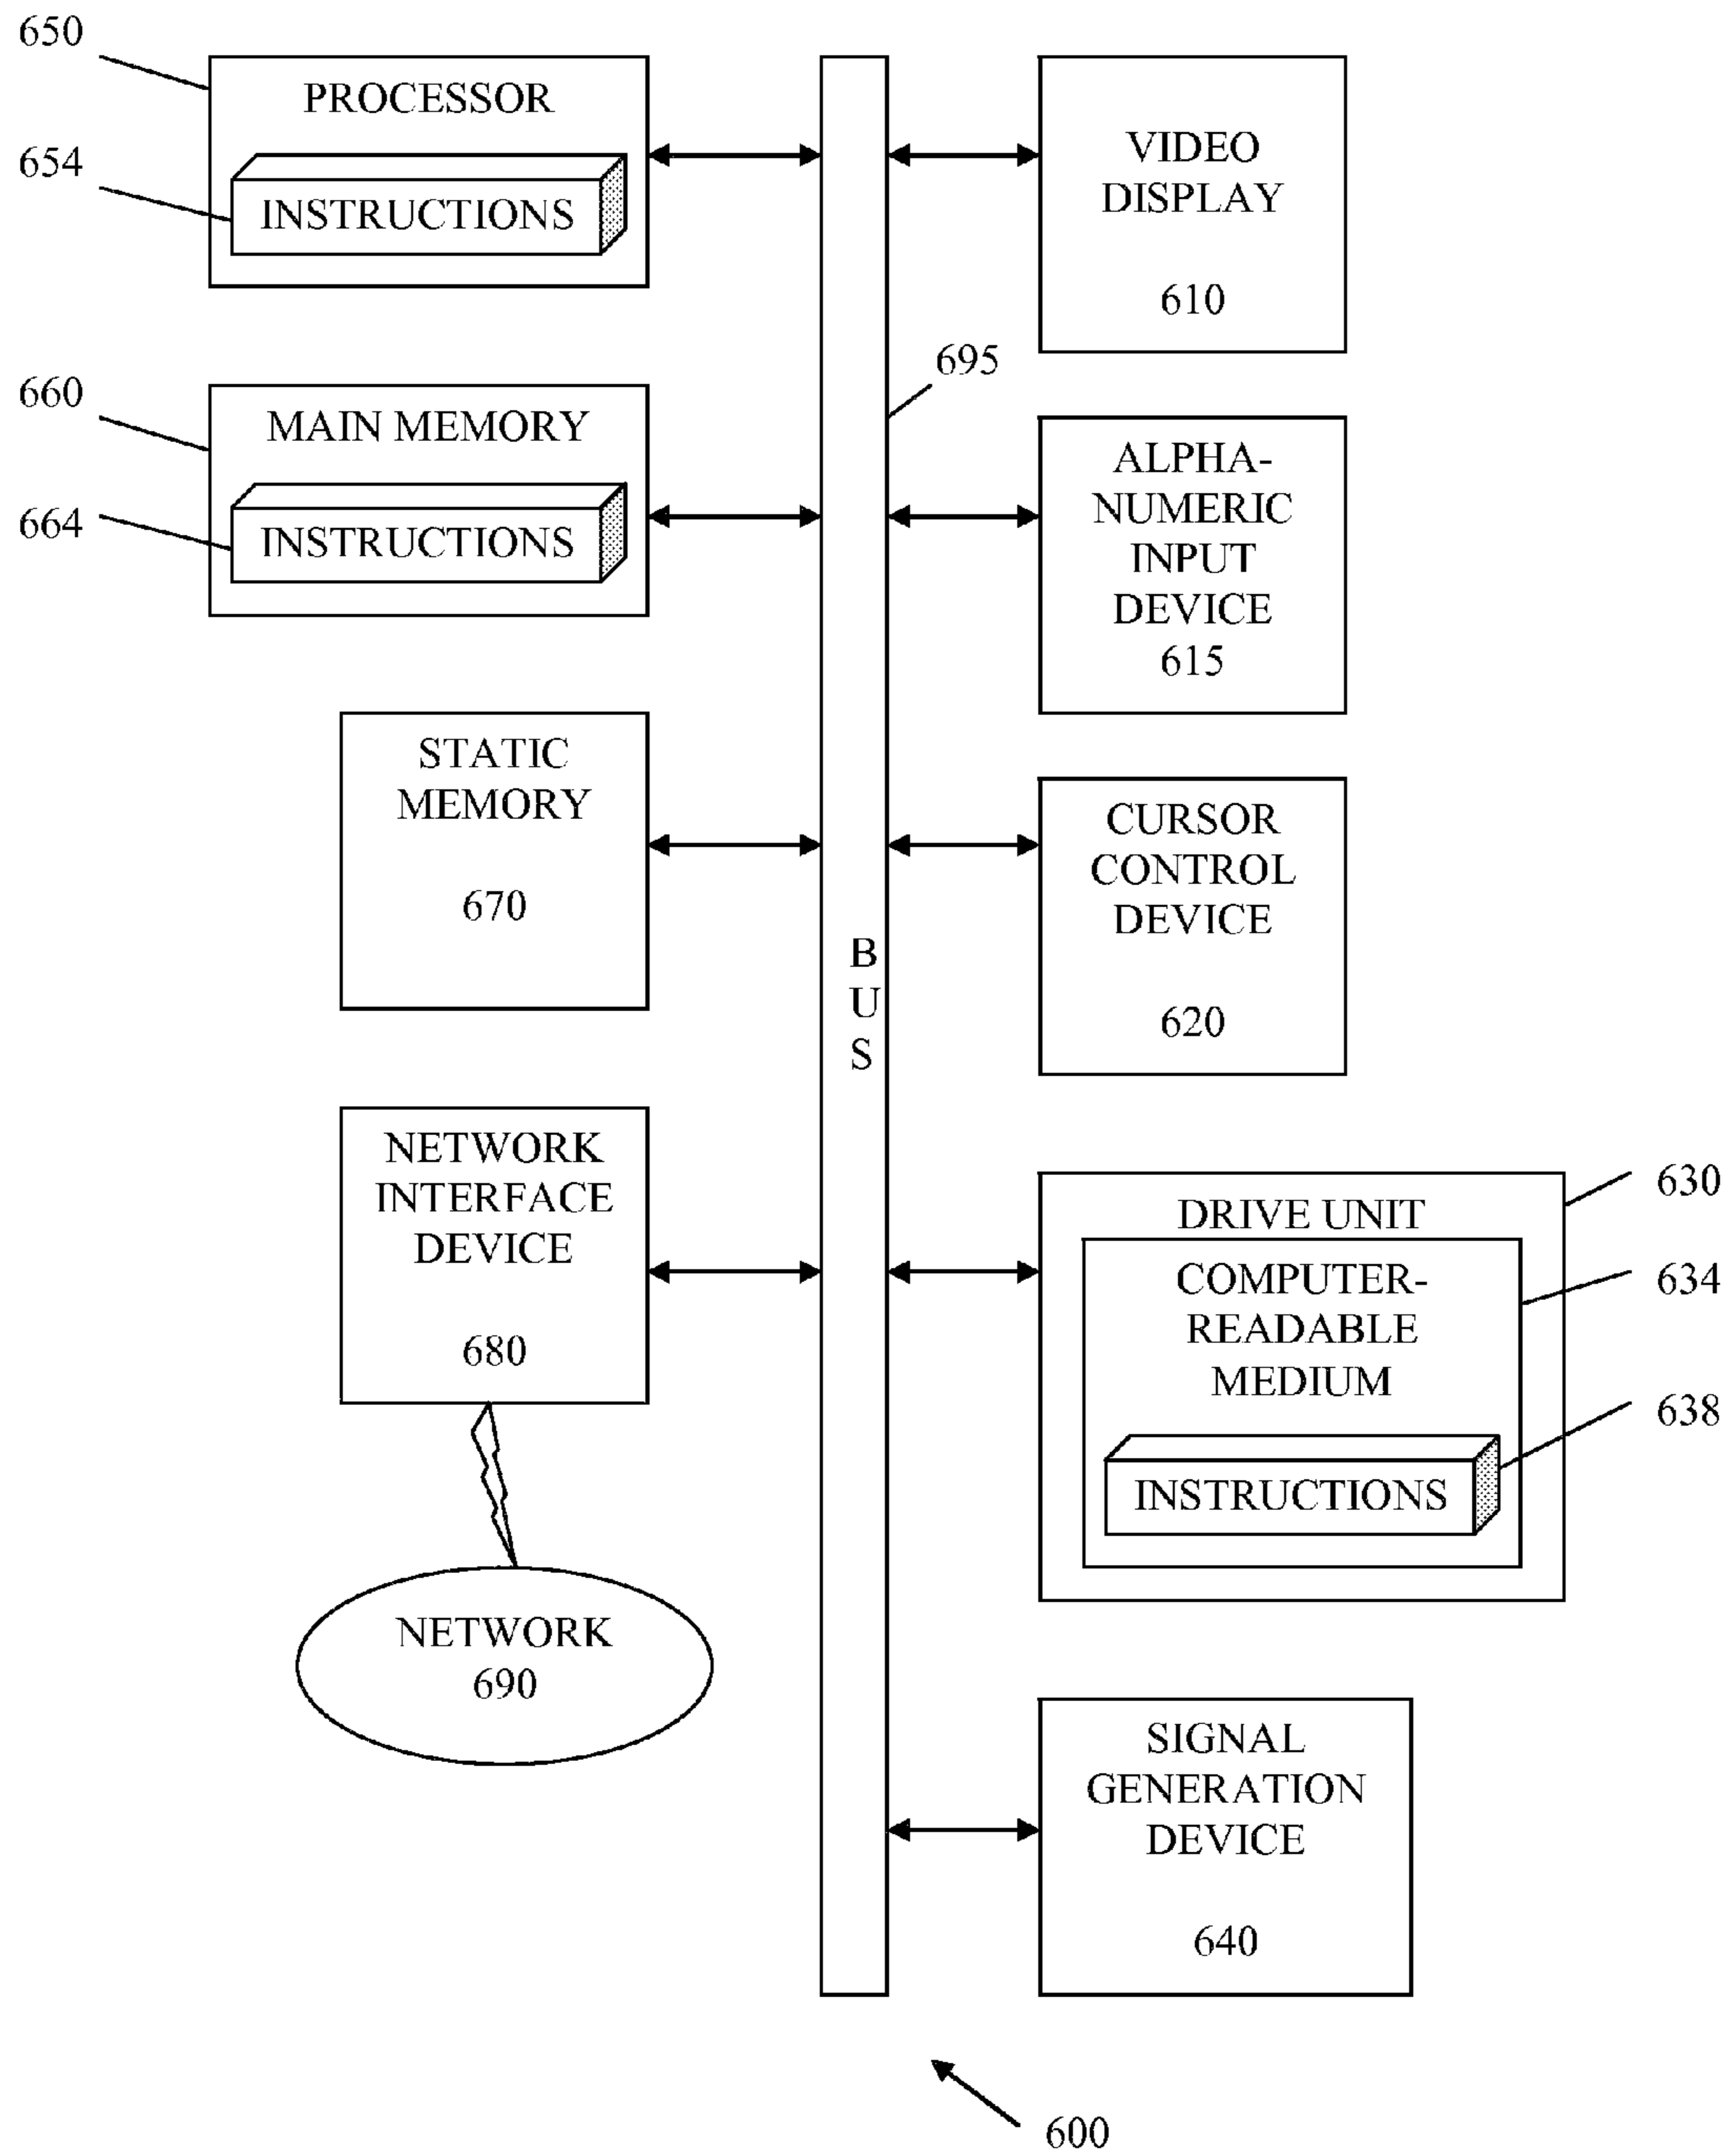 650
PROCESSOR
654
INSTRUCTIONS
660
MAIN MEMORY
664
INSTRUCTIONS
STATIC
MEMORY
670
NETWORK
INTERFACE
DEVICE
680
NETWORK
690
B
U
S
695
VIDEO
DISPLAY
610
ALPHA-
NUMERIC
INPUT
DEVICE
615
CURSOR
CONTROL
DEVICE
620
630
DRIVE UNIT
634
COMPUTER-
READABLE
MEDIUM
638
INSTRUCTIONS
SIGNAL
GENERATION
DEVICE
640
600